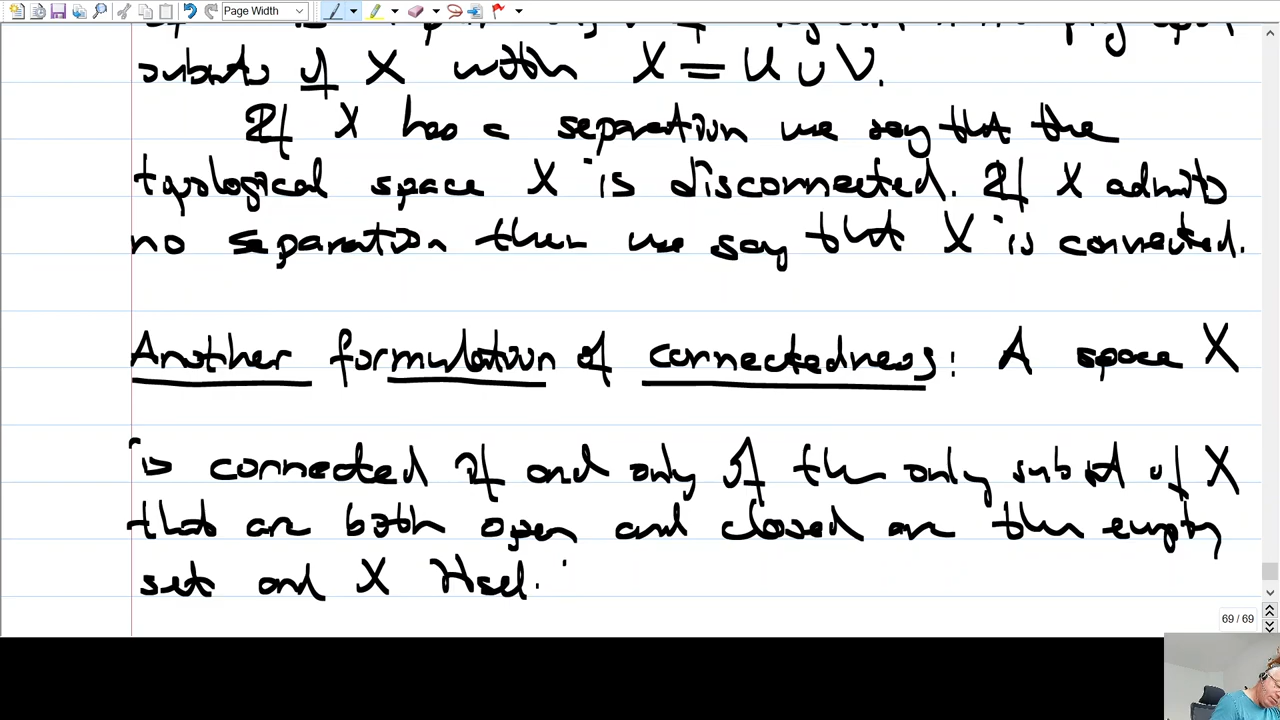 Page Width
subsets of X with X = U ∪ V.
If X has a separation we say that the
topological space X is disconnected. If X admits
no separation then we say that X is connected.
Another formulation of connectedness: A space X
is connected if and only if the only subset of X
that are both open and closed are the empty
set and X itsel.
69 / 69